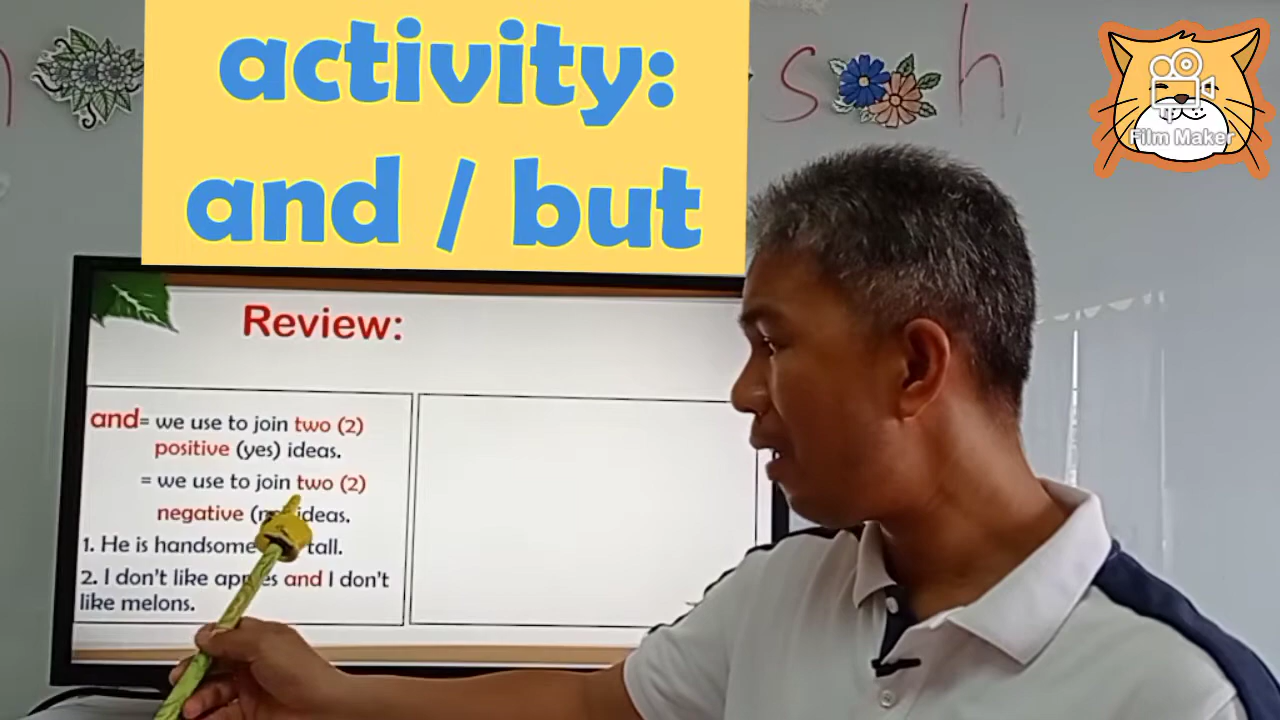 activity:
and / but
s h
Film Maker
Review:
and= we use to join two (2)
positive (yes) ideas.
= we use to join two (2)
negative ideas.
1. He is handsome tall.
2. I don't like apples and I don't
like melons.